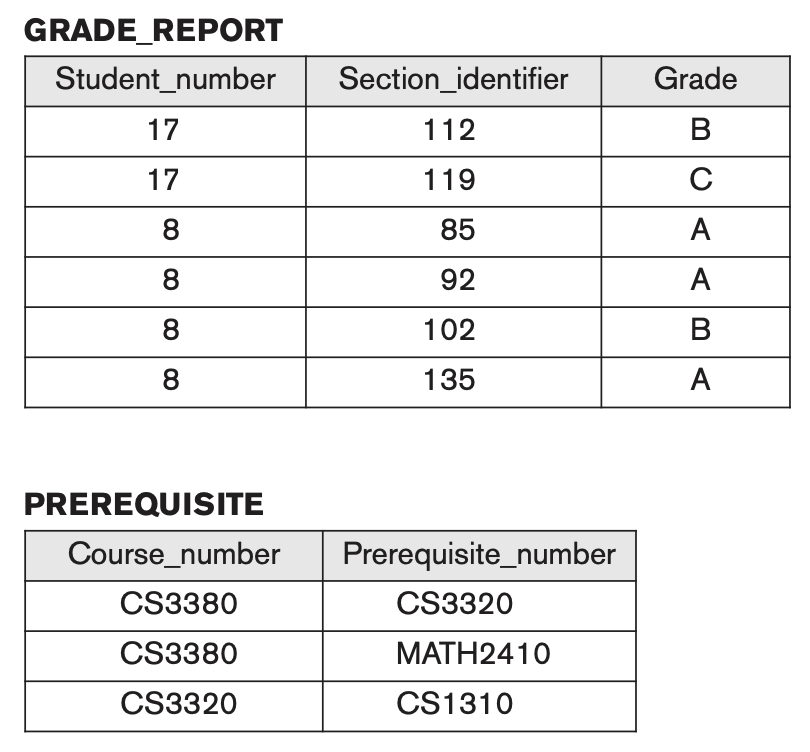 GRADE_REPORT
Student_number Section_identifier Grade
17 112 B
17 119 C
8 85 A
8 92 A
8 102 B
8 135 A
PREREQUISITE
Course_number Prerequisite_number
CS3380 CS3320
CS3380 MATH2410
CS3320 CS1310